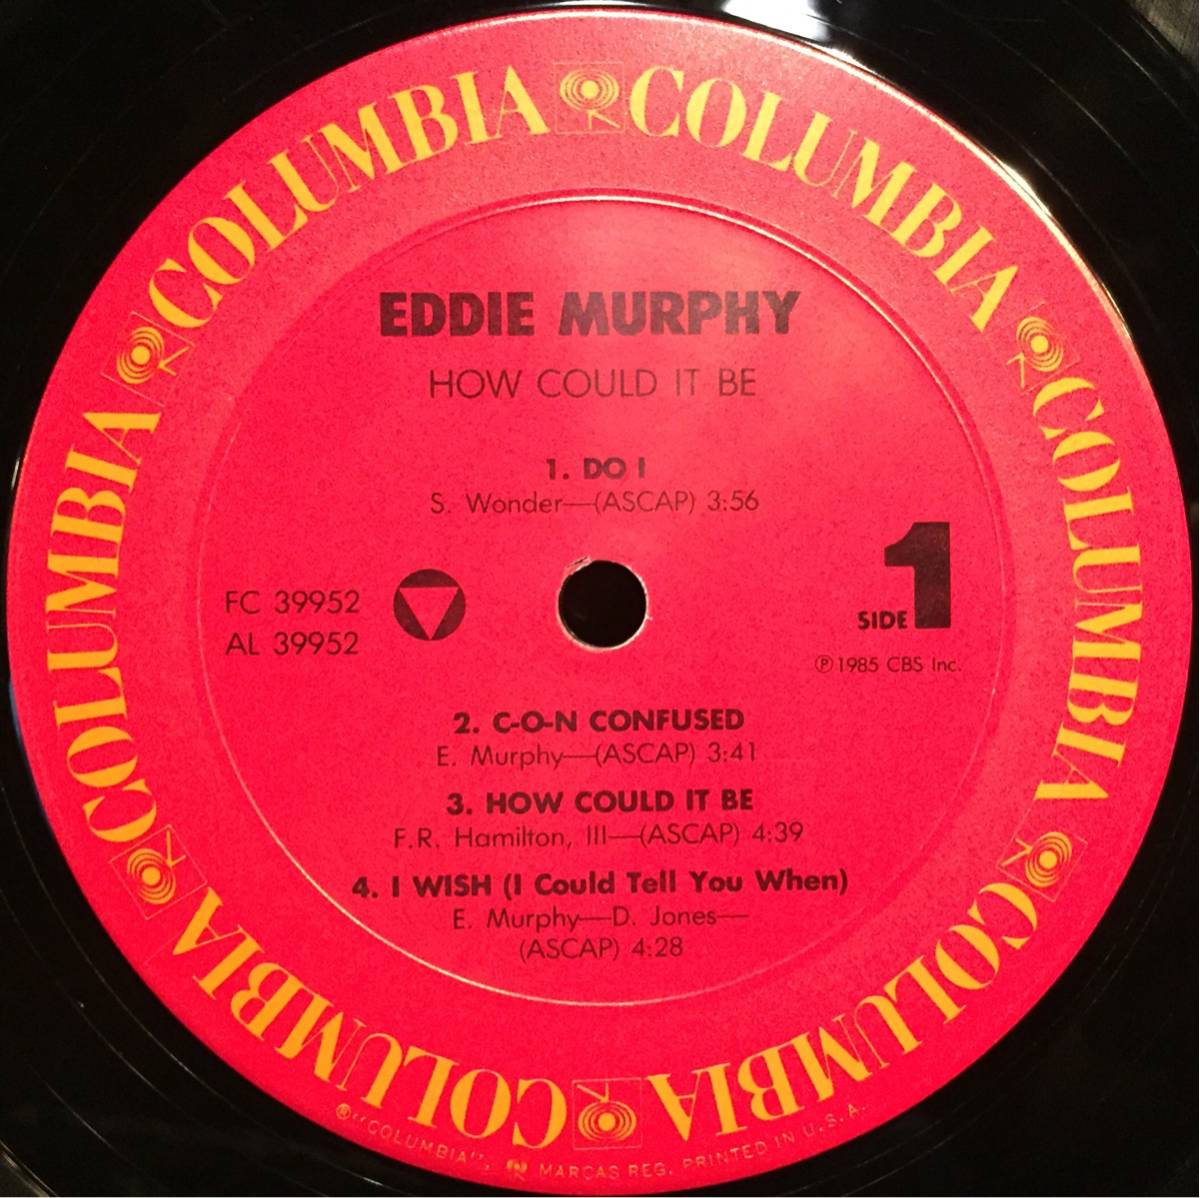 COLUMBIA COLUMBIA COLUMBIA COLUMBIA COLUMBIA COLUMBIA
EDDIE MURPHY
HOW COULD IT BE
1. DO I
S. Wonder—(ASCAP) 3:56
FC 39952
AL 39952
SIDE 1
℗ 1985 CBS Inc.
2. C-O-N CONFUSED
E. Murphy—(ASCAP) 3:41
3. HOW COULD IT BE
F.R. Hamilton, III—(ASCAP) 4:39
4. I WISH (I Could Tell You When)
E. Murphy—D. Jones—
(ASCAP) 4:28
® "COLUMBIA", MARCAS REG. PRINTED IN U.S.A.